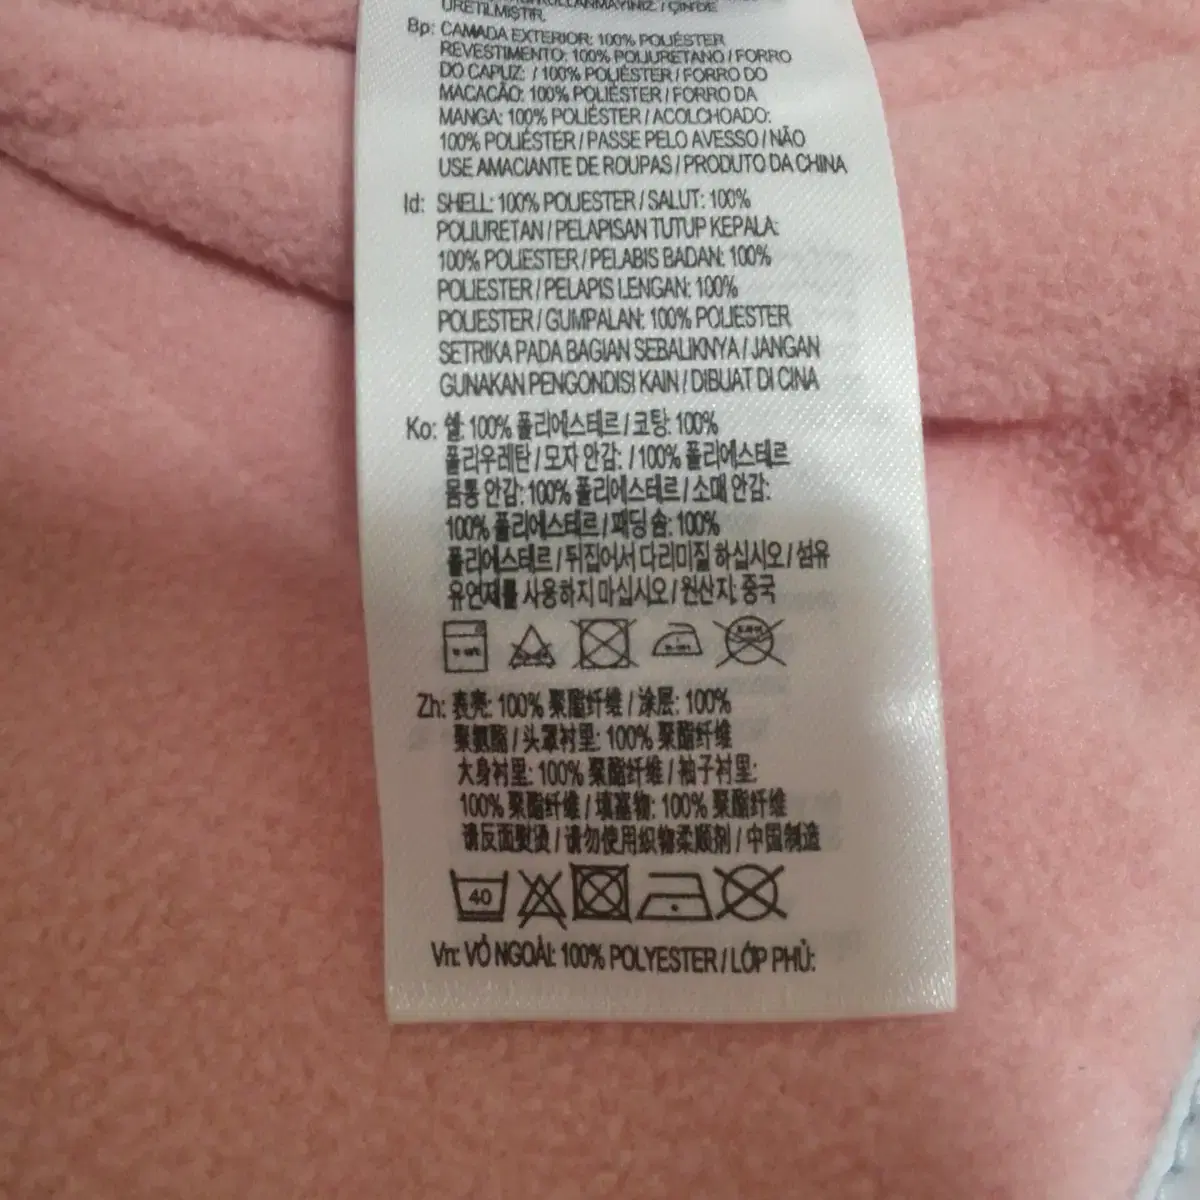 ÜRETİLMİŞTİR.
Bp: CAMADA EXTERIOR: 100% POLIÉSTER
REVESTIMENTO: 100% POLIURETANO / FORRO
DO CAPUZ: / 100% POLIÉSTER / FORRO DO
MACACÃO: 100% POLIÉSTER / FORRO DA
MANGA: 100% POLIÉSTER / ACOLCHOADO:
100% POLIÉSTER / PASSE PELO AVESSO / NÃO
USE AMACIANTE DE ROUPAS / PRODUTO DA CHINA
Id: SHELL: 100% POLIESTER / SALUT: 100%
POLIURETAN / PELAPISAN TUTUP KEPALA:
100% POLIESTER / PELABIS BADAN: 100%
POLIESTER / PELAPIS LENGAN: 100%
POLIESTER / GUMPALAN: 100% POLIESTER
SETRIKA PADA BAGIAN SEBALIKNYA / JANGAN
GUNAKAN PENGONDISI KAIN / DIBUAT DI CINA
Ko: 쉘: 100% 폴리에스테르 / 코팅: 100%
폴리우레탄 / 모자 안감: / 100% 폴리에스테르
몸통 안감: 100% 폴리에스테르 / 소매 안감:
100% 폴리에스테르 / 패딩 솜: 100%
폴리에스테르 / 뒤집어서 다리미질 하십시오 / 섬유
유연제를 사용하지 마십시오 / 원산지: 중국
Zh: 表壳: 100% 聚酯纤维 / 涂层: 100%
聚氨酯 / 头罩衬里: 100% 聚酯纤维
大身衬里: 100% 聚酯纤维 / 袖子衬里:
100% 聚酯纤维 / 填塞物: 100% 聚酯纤维
请反面熨烫 / 请勿使用织物柔顺剂 / 中国制造
40
Vn: VỎ NGOÀI: 100% POLYESTER / LỚP PHỦ: